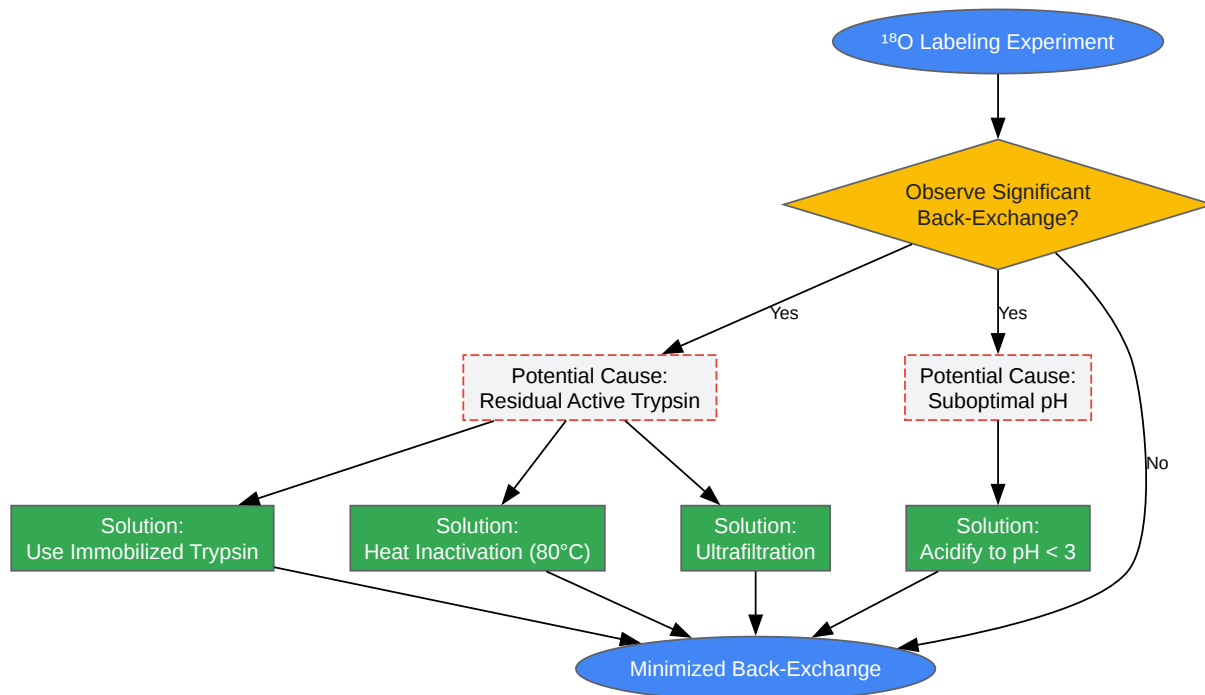 ¹⁸O Labeling Experiment
Observe Significant
Back-Exchange?
Yes
Yes
No
Potential Cause:
Residual Active Trypsin
Potential Cause:
Suboptimal pH
Solution:
Use Immobilized Trypsin
Solution:
Heat Inactivation (80°C)
Solution:
Ultrafiltration
Solution:
Acidify to pH < 3
Minimized Back-Exchange